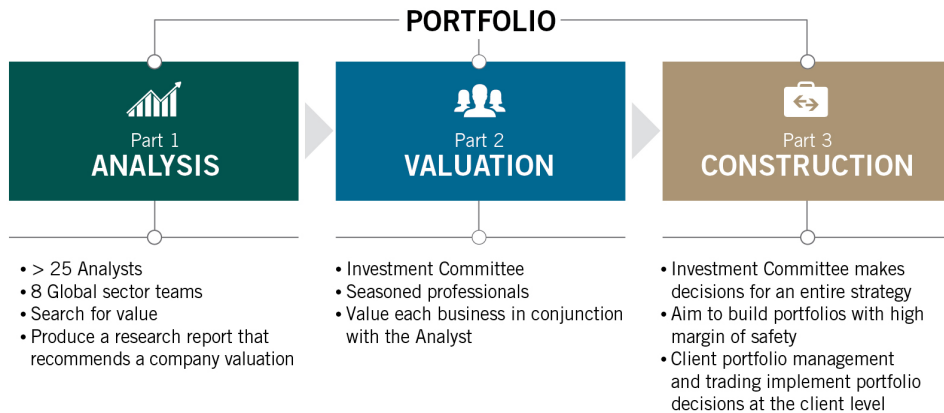 PORTFOLIO
Part 1
ANALYSIS
• > 25 Analysts
• 8 Global sector teams
• Search for value
• Produce a research report that
recommends a company valuation
Part 2
VALUATION
• Investment Committee
• Seasoned professionals
• Value each business in conjunction
with the Analyst
Part 3
CONSTRUCTION
• Investment Committee makes
decisions for an entire strategy
• Aim to build portfolios with high
margin of safety
• Client portfolio management
and trading implement portfolio
decisions at the client level